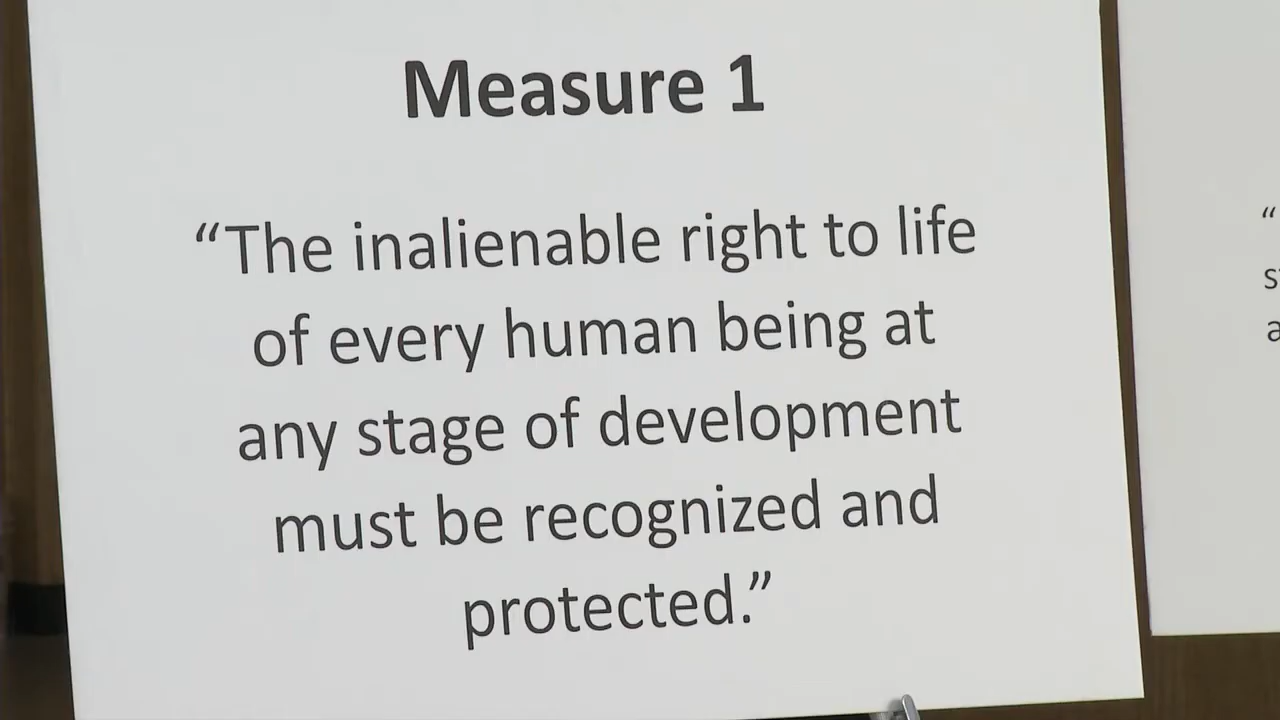 Measure 1
“The inalienable right to life
of every human being at
any stage of development
must be recognized and
protected.”